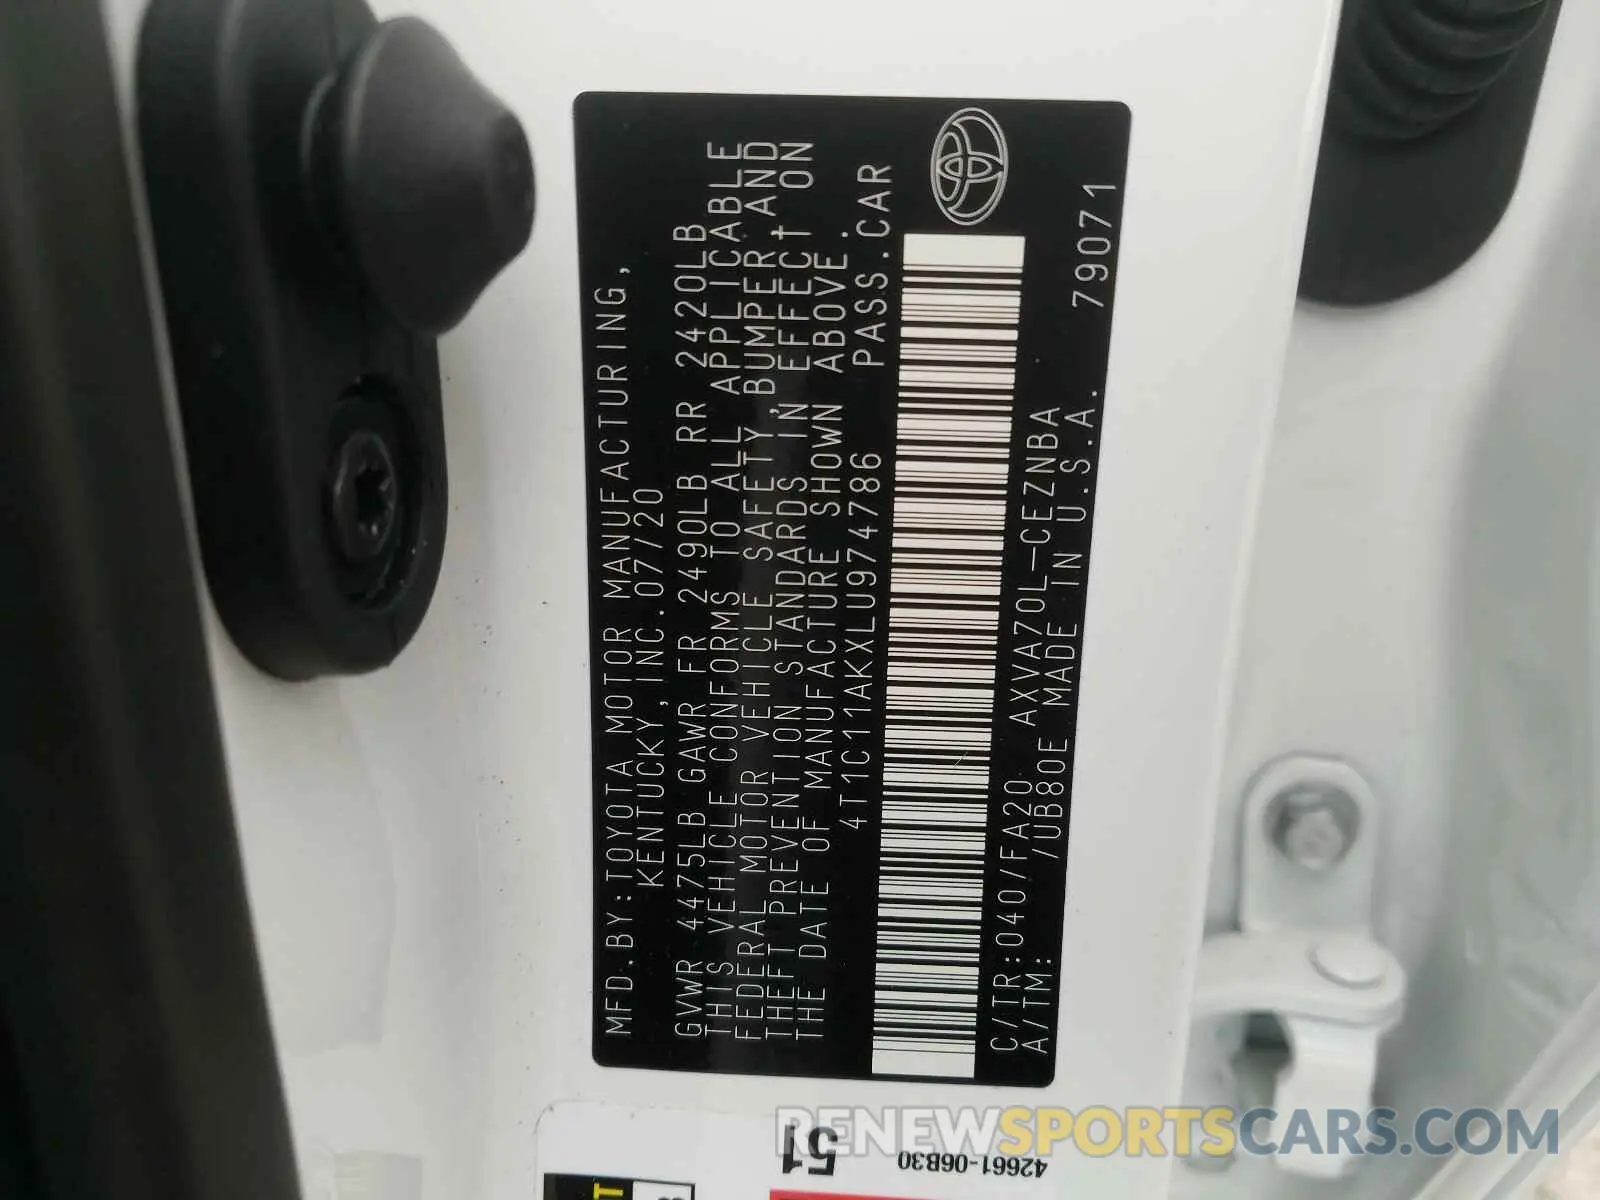 MFD.BY:TOYOTA MOTOR MANUFACTURING,
KENTUCKY,INC.07/20
GVWR 4475LB GAWR FR 2490LB RR 2420LB
THIS VEHICLE CONFORMS TO ALL APPLICABLE
FEDERAL MOTOR VEHICLE SAFETY,BUMPER,AND
THEFT PREVENTION STANDARDS IN EFFECT ON
THE DATE OF MANUFACTURE SHOWN ABOVE.
4T1C11AKXLU974786 PASS.CAR
C/TR:040/FA20 AXVA70L-CEZNBA 79071
A/TM: /UB80E MADE IN U.S.A.
51
42661-06B30
RENEWSPORTSCARS.COM